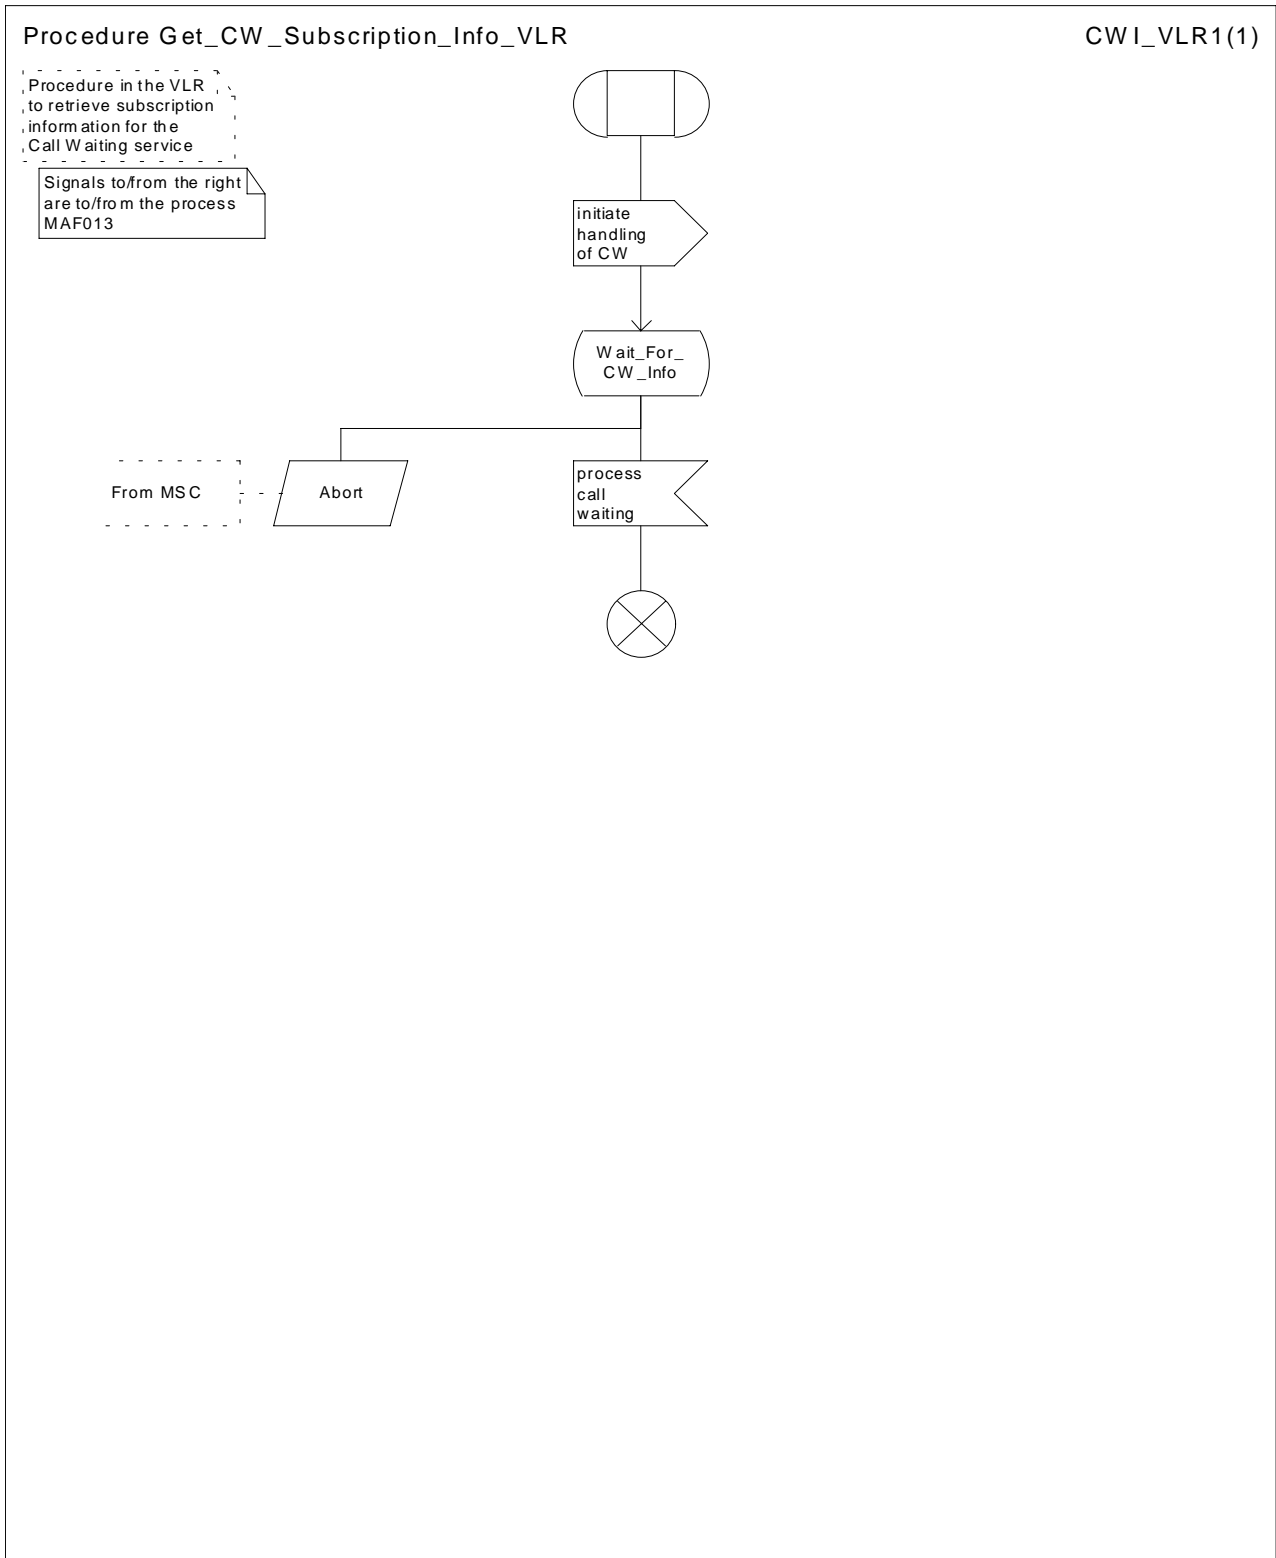 Procedure Get_CW_Subscription_Info_VLR
CWI_VLR1(1)
Procedure in the VLR
to retrieve subscription
information for the
Call Waiting service
Signals to/from the right
are to/from the process
MAF013
initiate
handling
of CW
Wait_For_
CW_Info
From MSC
Abort
process
call
waiting